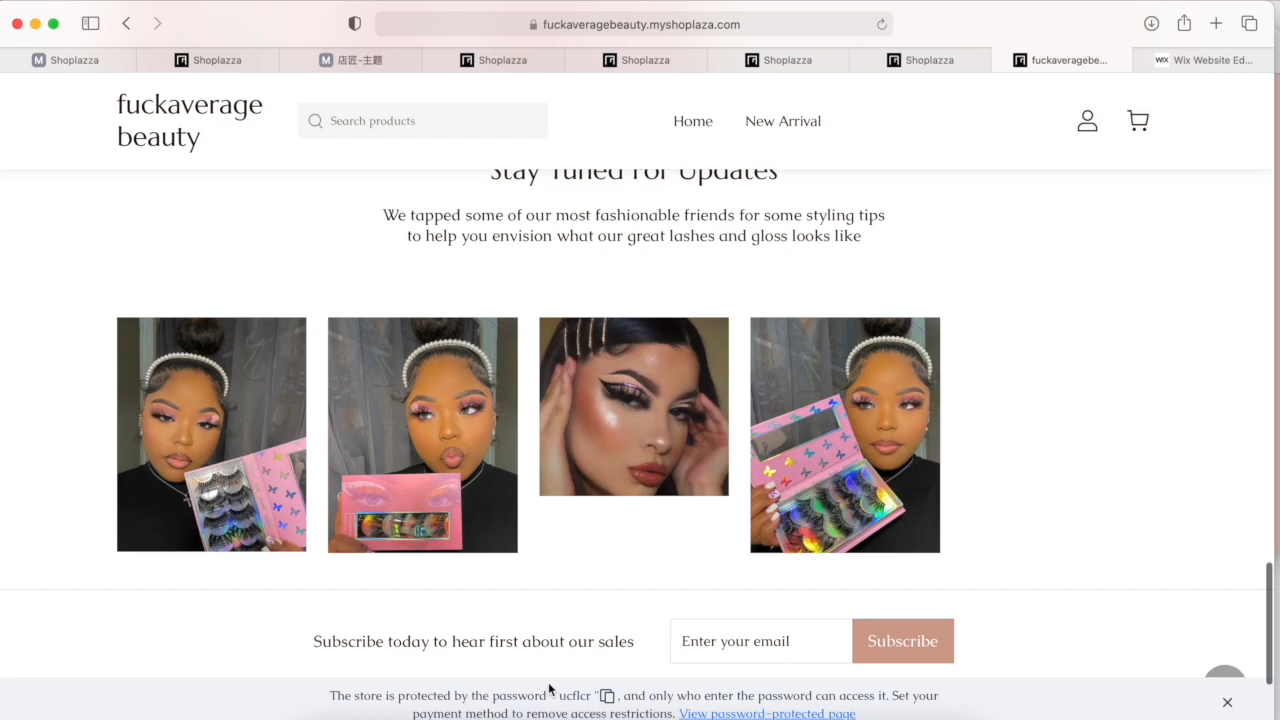 fuckaveragebeauty.myshoplaza.com
Shoplazza
Shoplazza
店匠-主题
Shoplazza
Shoplazza
Shoplazza
Shoplazza
fuckaveragebe...
WIX Wix Website Ed...
fuckaverage
beauty
Search products
Home
New Arrival
Stay Tuned For Updates
We tapped some of our most fashionable friends for some styling tips
to help you envision what our great lashes and gloss looks like
Subscribe today to hear first about our sales
Enter your email
Subscribe
The store is protected by the password " ucflcr ", and only who enter the password can access it. Set your
payment method to remove access restrictions. View password-protected page